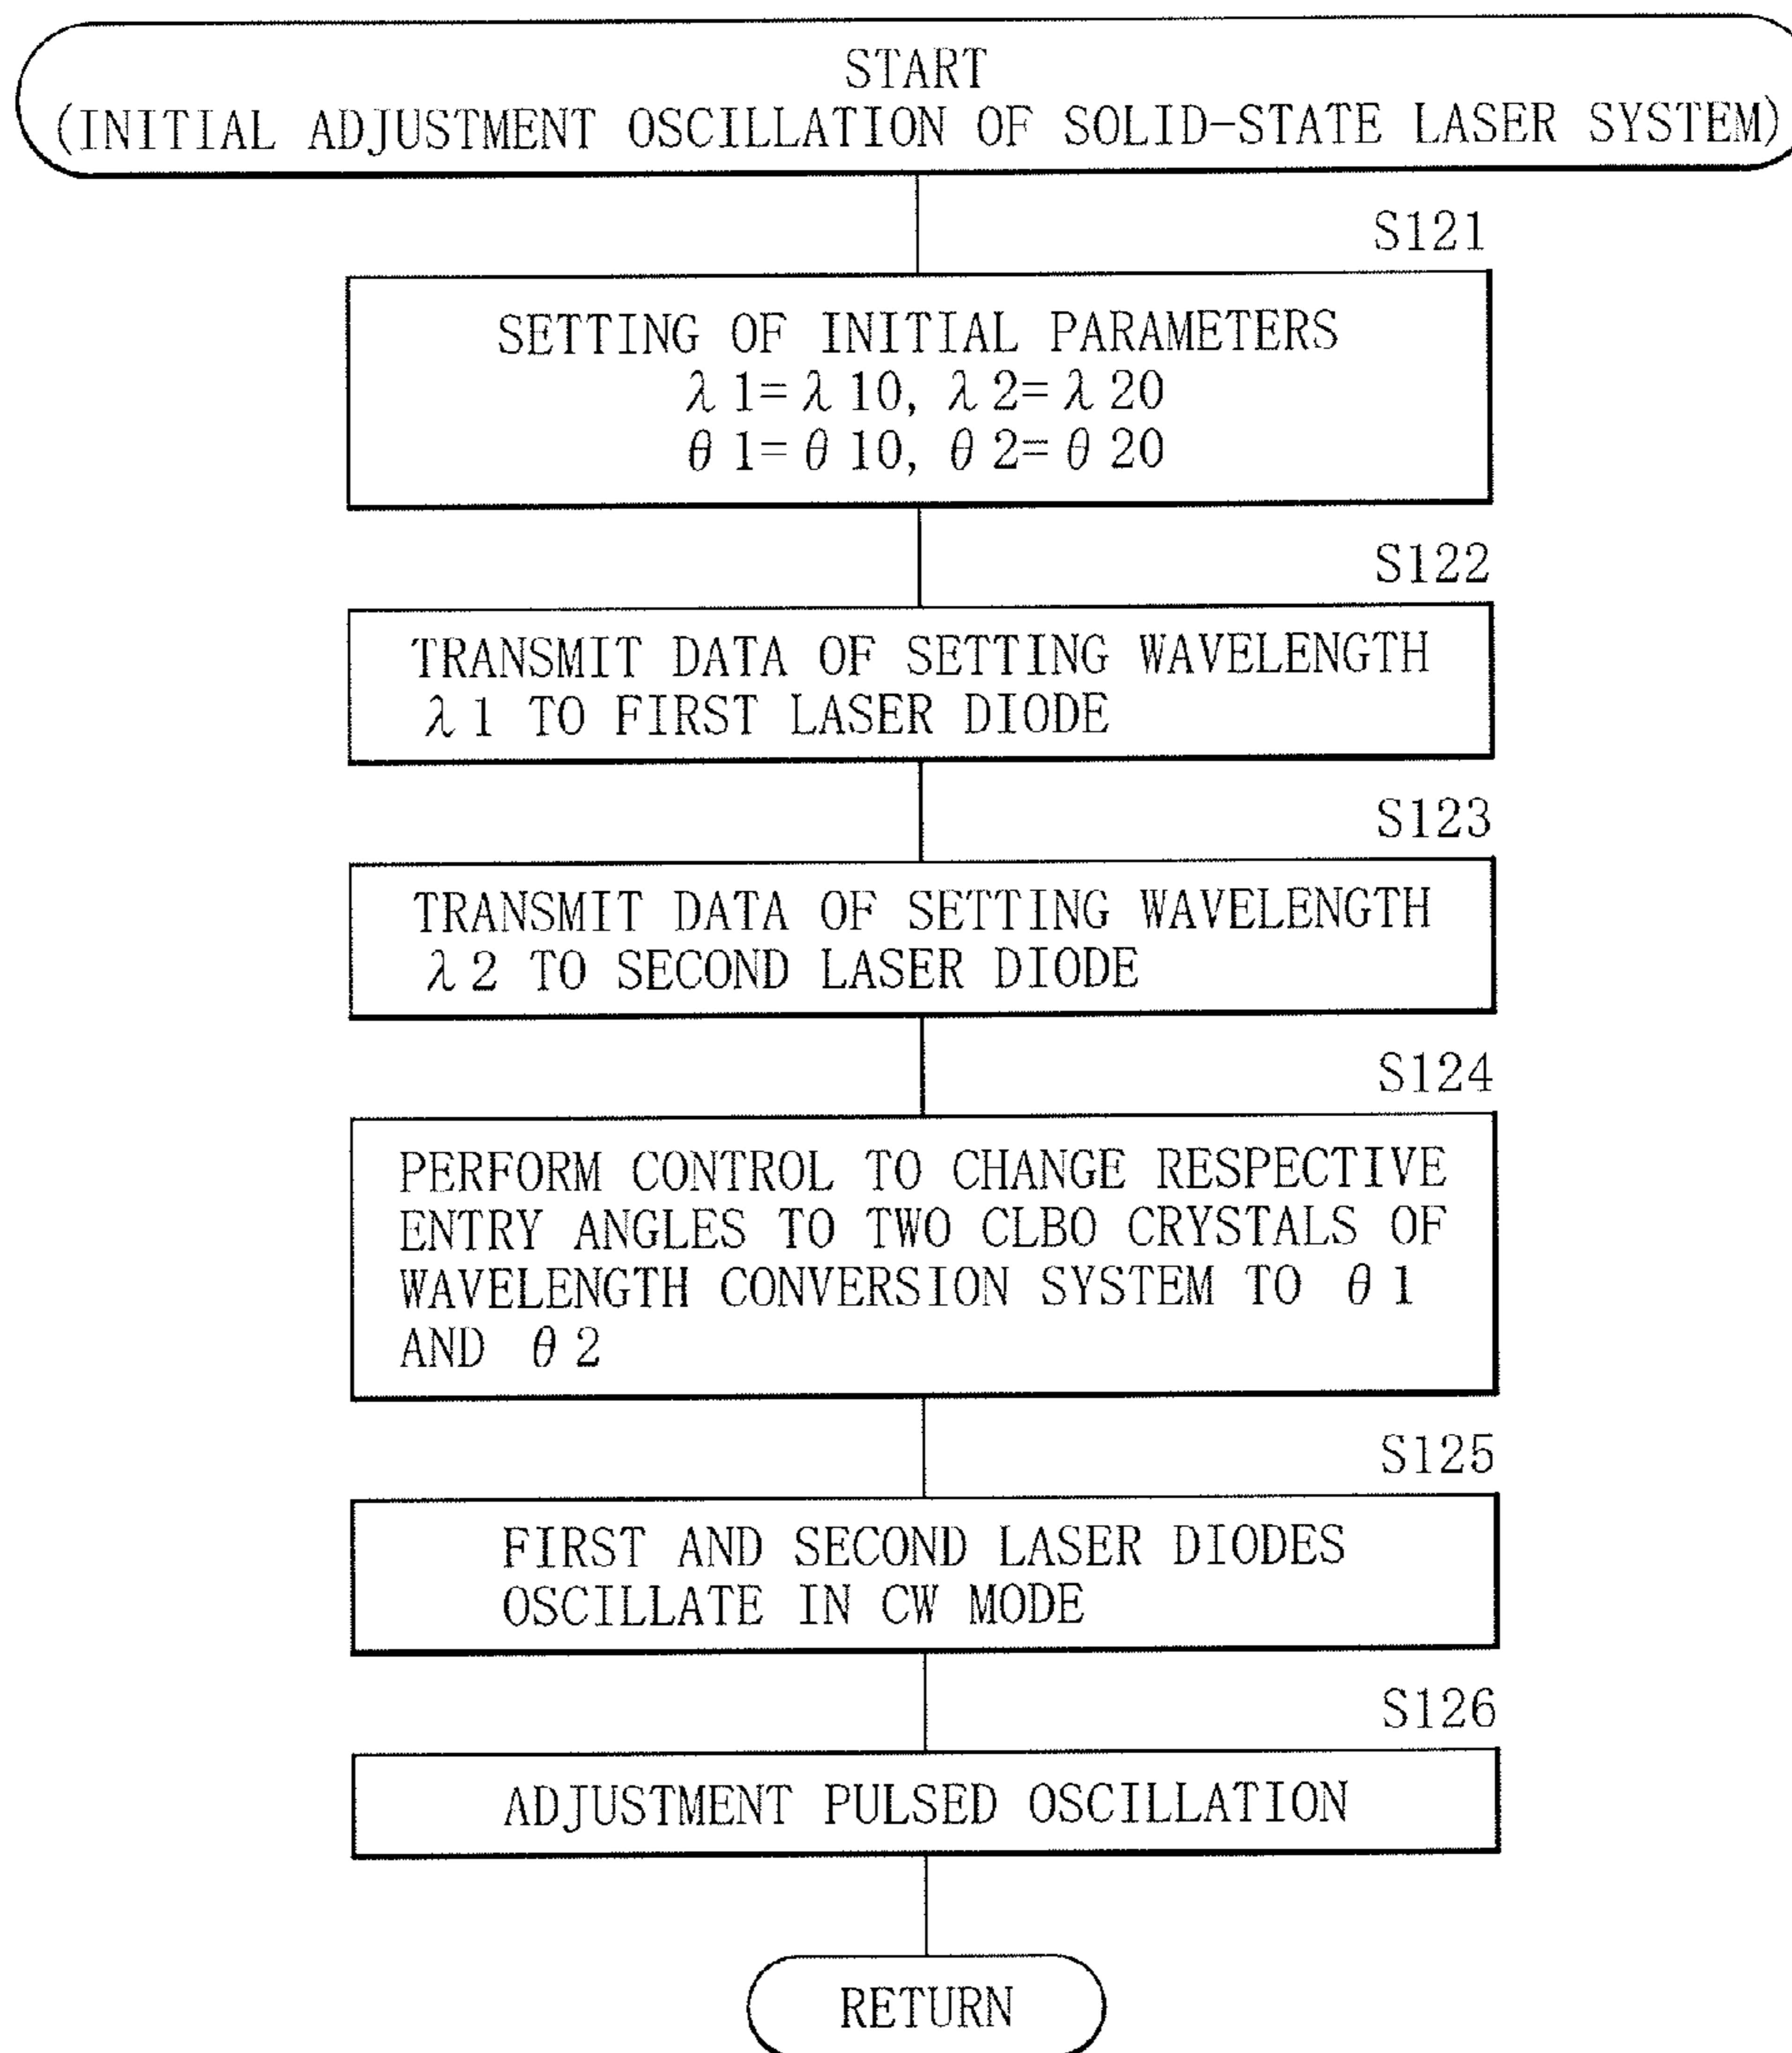 START
(INITIAL ADJUSTMENT OSCILLATION OF SOLID-STATE LASER SYSTEM)
S121
SETTING OF INITIAL PARAMETERS
λ1=λ10, λ2=λ20
θ1=θ10, θ2=θ20
S122
TRANSMIT DATA OF SETTING WAVELENGTH
λ1 TO FIRST LASER DIODE
S123
TRANSMIT DATA OF SETTING WAVELENGTH
λ2 TO SECOND LASER DIODE
S124
PERFORM CONTROL TO CHANGE RESPECTIVE
ENTRY ANGLES TO TWO CLBO CRYSTALS OF
WAVELENGTH CONVERSION SYSTEM TO θ1
AND θ2
S125
FIRST AND SECOND LASER DIODES
OSCILLATE IN CW MODE
S126
ADJUSTMENT PULSED OSCILLATION
RETURN